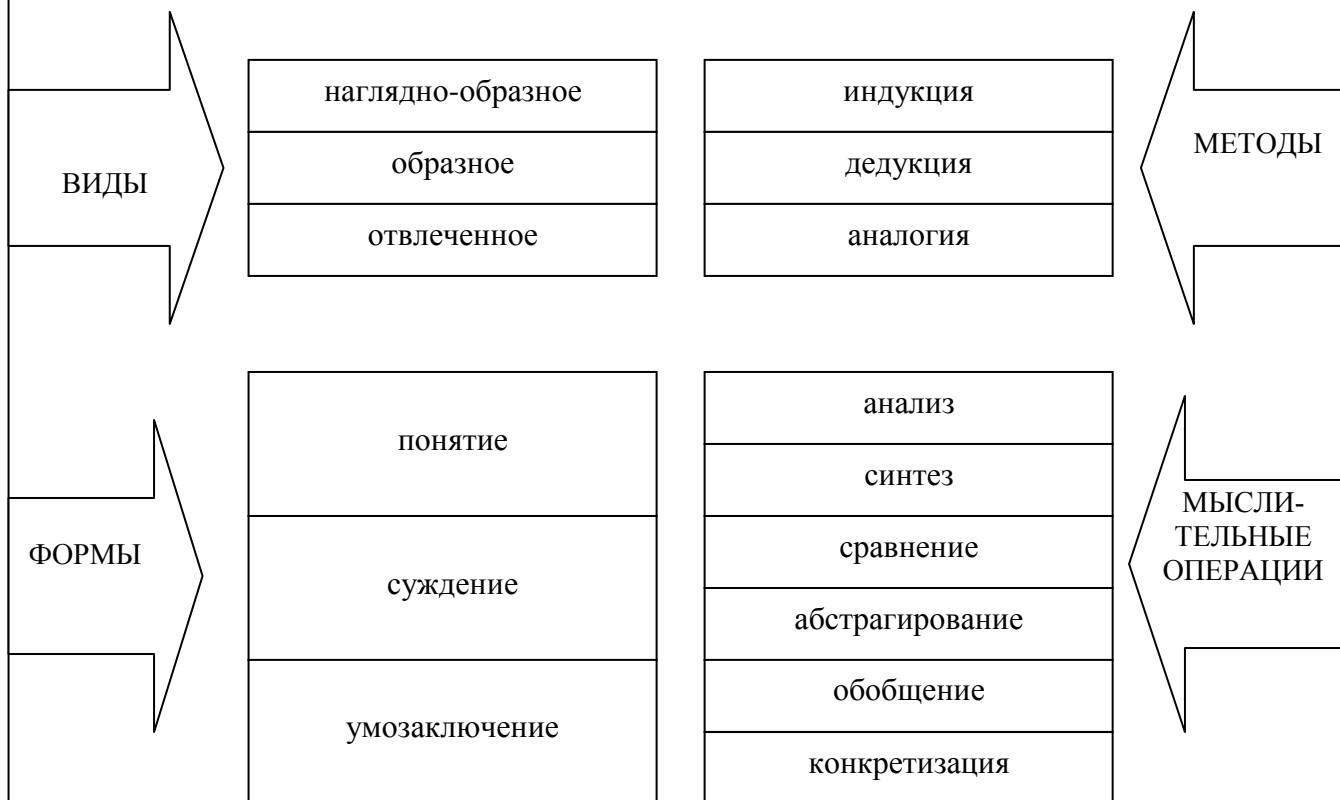 ВИДЫ
наглядно-образное
образное
отвлеченное
индукция
дедукция
аналогия
МЕТОДЫ
ФОРМЫ
понятие
суждение
умозаключение
анализ
синтез
сравнение
абстрагирование
обобщение
конкретизация
МЫСЛИ-
ТЕЛЬНЫЕ
ОПЕРАЦИИ